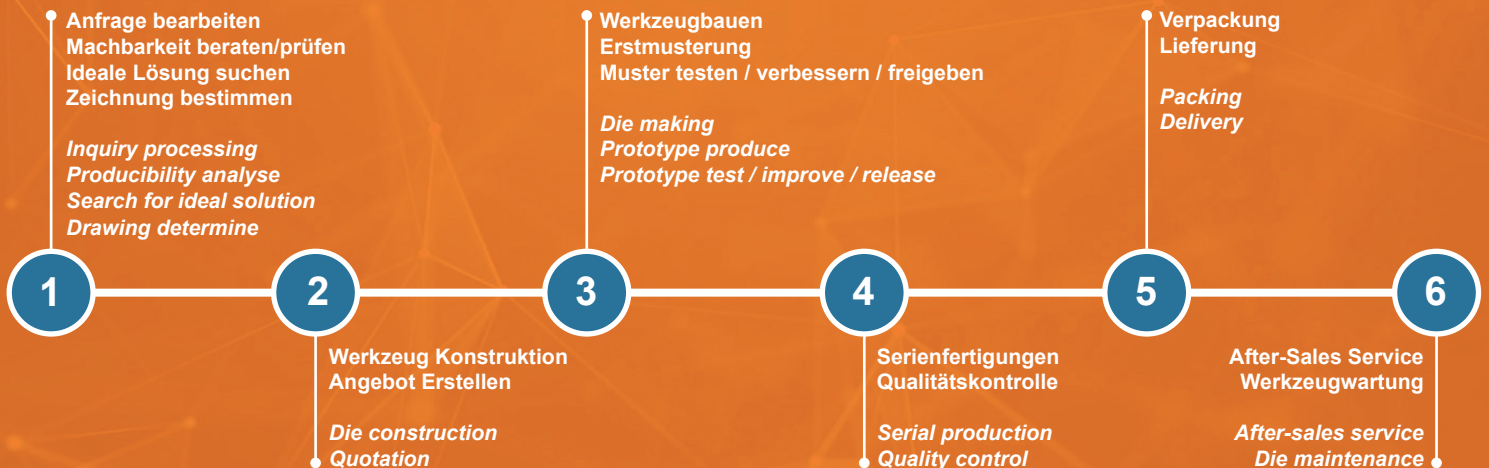 Anfrage bearbeiten
Machbarkeit beraten/prüfen
Ideale Lösung suchen
Zeichnung bestimmen
Inquiry processing
Producibility analyse
Search for ideal solution
Drawing determine
1
2
Werkzeug Konstruktion
Angebot Erstellen
Die construction
Quotation
Werkzeugbauen
Erstmusterung
Muster testen / verbessern / freigeben
Die making
Prototype produce
Prototype test / improve / release
3
4
Serienfertigungen
Qualitätskontrolle
Serial production
Quality control
Verpackung
Lieferung
Packing
Delivery
5
6
After-Sales Service
Werkzeugwartung
After-sales service
Die maintenance